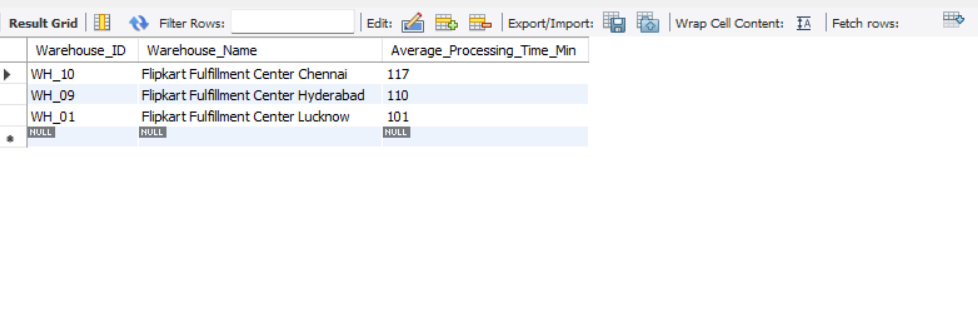 Result Grid Filter Rows: Edit: Export/Import: Wrap Cell Content: IA Fetch rows:
Warehouse_ID Warehouse_Name Average_Processing_Time_Min
WH_10 Flipkart Fulfillment Center Chennai 117
WH_09 Flipkart Fulfillment Center Hyderabad 110
WH_01 Flipkart Fulfillment Center Lucknow 101
NULL NULL NULL